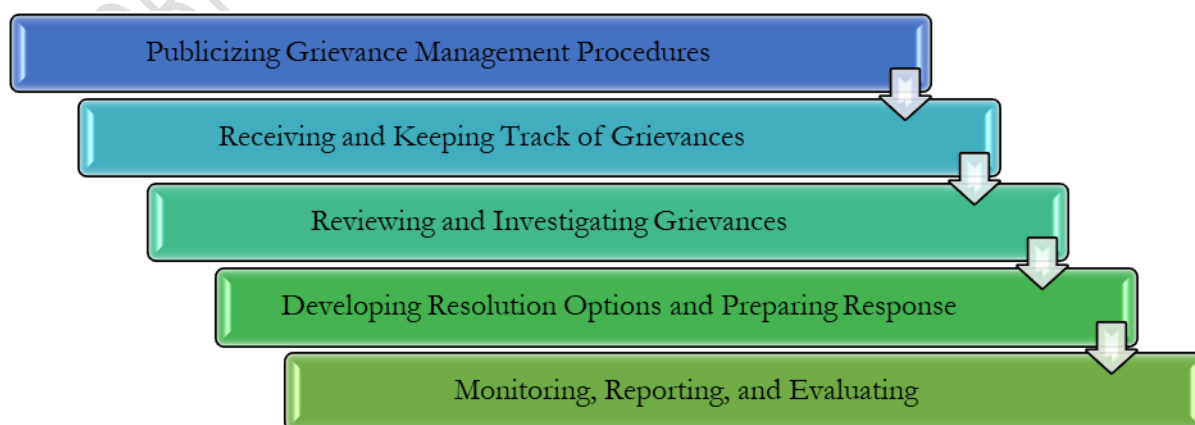 Publicizing Grievance Management Procedures
Receiving and Keeping Track of Grievances
Reviewing and Investigating Grievances
Developing Resolution Options and Preparing Response
Monitoring, Reporting, and Evaluating